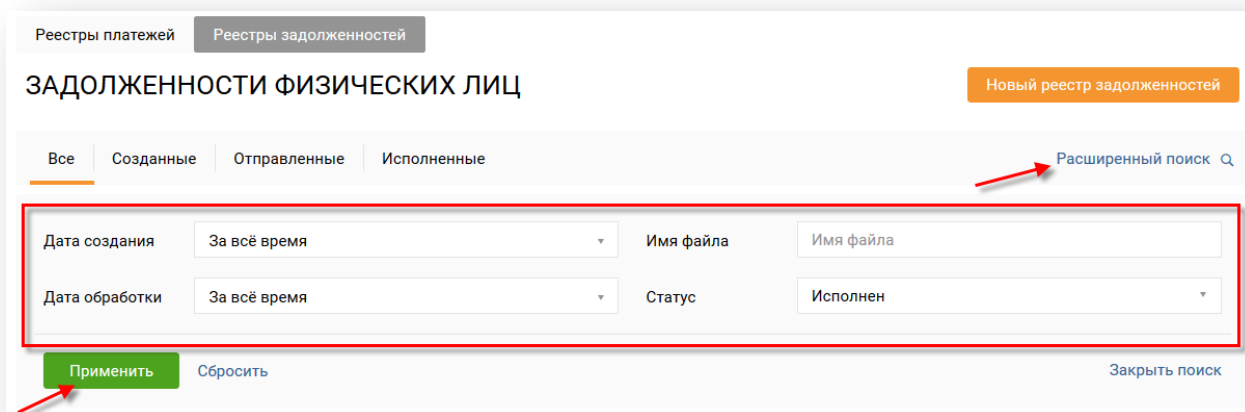 Реестры платежей Реестры задолженностей
ЗАДОЛЖЕННОСТИ ФИЗИЧЕСКИХ ЛИЦ Новый реестр задолженностей
Все Созданные Отправленные Исполненные Расширенный поиск
Дата создания За всё время Имя файла Имя файла
Дата обработки За всё время Статус Исполнен
Применить Сбросить Закрыть поиск